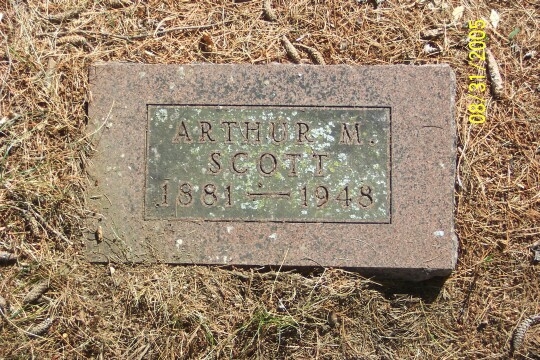 ARTHUR M.
SCOTT
1881 — 1948
08/31/2005